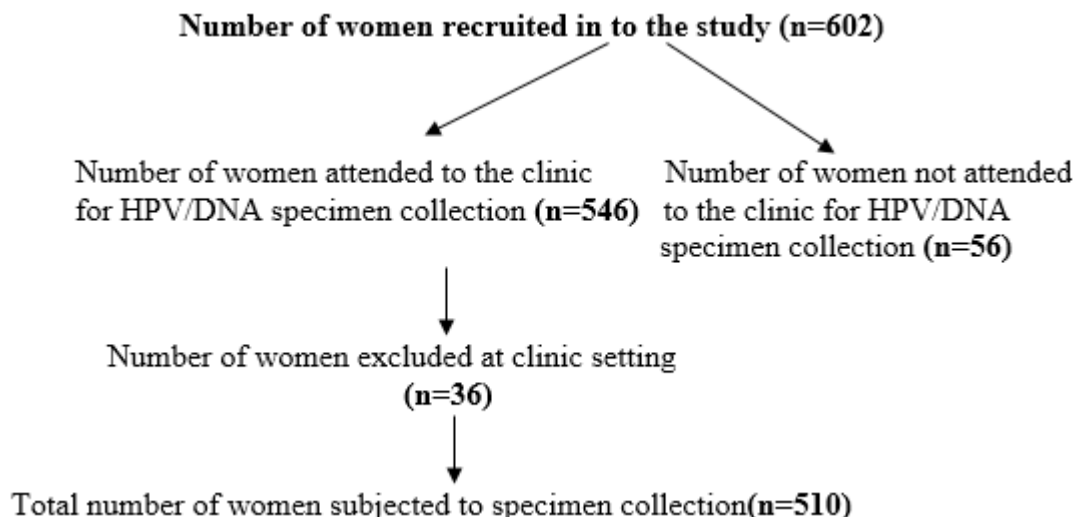 Number of women recruited in to the study (n=602)
Number of women attended to the clinic
for HPV/DNA specimen collection (n=546)
Number of women not attended
to the clinic for HPV/DNA
specimen collection (n=56)
Number of women excluded at clinic setting
(n=36)
Total number of women subjected to specimen collection(n=510)